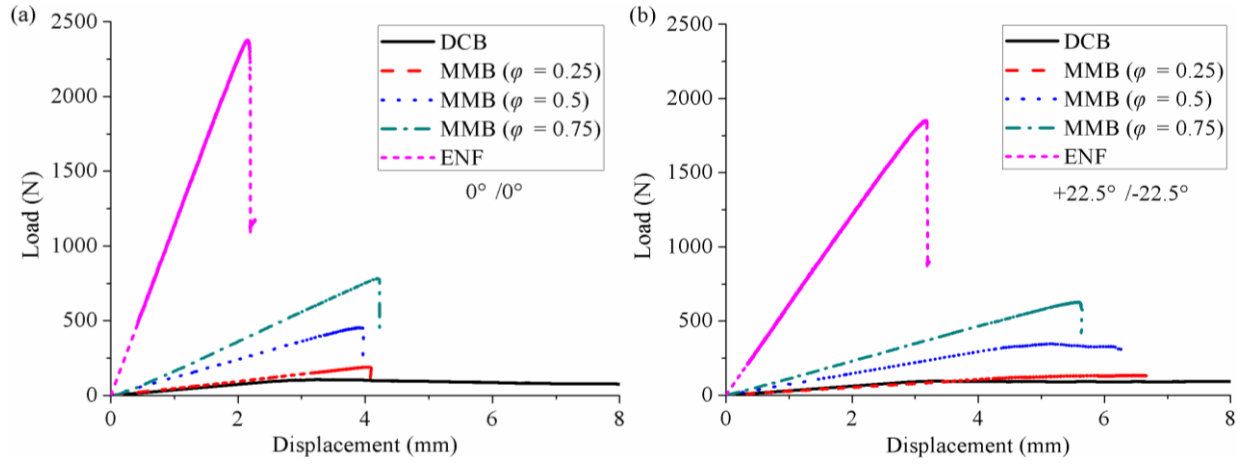 (a)
2500
2000
1500
1000
500
0
Load (N)
0
2
4
6
8
Displacement (mm)
DCB
MMB (φ = 0.25)
MMB (φ = 0.5)
MMB (φ = 0.75)
ENF
0° /0°
(b)
2500
2000
1500
1000
500
0
Load (N)
0
2
4
6
8
Displacement (mm)
DCB
MMB (φ = 0.25)
MMB (φ = 0.5)
MMB (φ = 0.75)
ENF
+22.5° /-22.5°